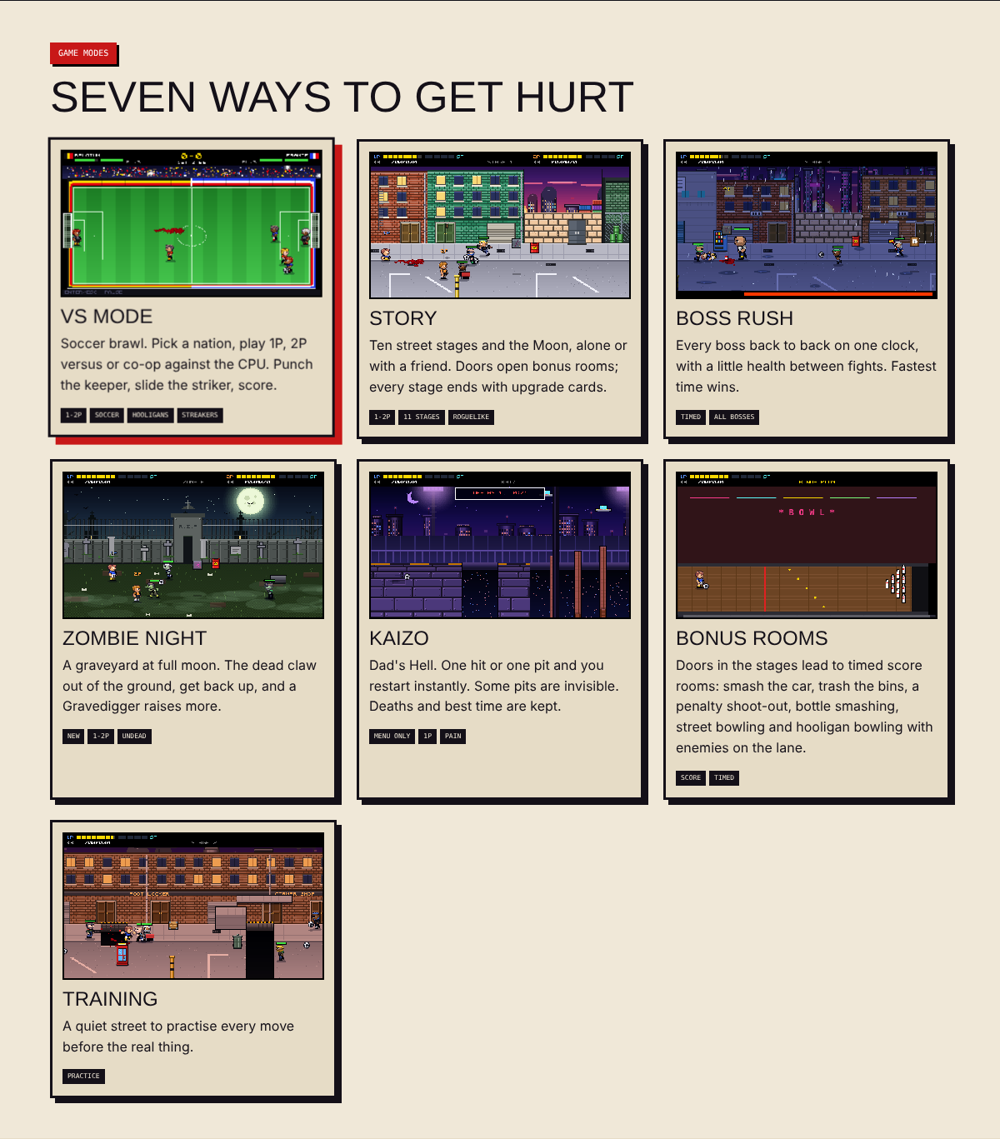 GAME MODES
SEVEN WAYS TO GET HURT
VS MODE
Soccer brawl. Pick a nation, play 1P, 2P
versus or co-op against the CPU. Punch
the keeper, slide the striker, score.
1-2P SOCCER HOOLIGANS STREAKERS
STORY
Ten street stages and the Moon, alone or
with a friend. Doors open bonus rooms;
every stage ends with upgrade cards.
1-2P 11 STAGES ROGUELIKE
BOSS RUSH
Every boss back to back on one clock,
with a little health between fights. Fastest
time wins.
TIMED ALL BOSSES
ZOMBIE NIGHT
A graveyard at full moon. The dead claw
out of the ground, get back up, and a
Gravedigger raises more.
NEW 1-2P UNDEAD
KAIZO
Dad's Hell. One hit or one pit and you
restart instantly. Some pits are invisible.
Deaths and best time are kept.
MENU ONLY 1P PAIN
"BOWL"
BONUS ROOMS
Doors in the stages lead to timed score
rooms: smash the car, trash the bins, a
penalty shoot-out, bottle smashing,
street bowling and hooligan bowling with
enemies on the lane.
SCORE TIMED
TRAINING
A quiet street to practise every move
before the real thing.
PRACTICE